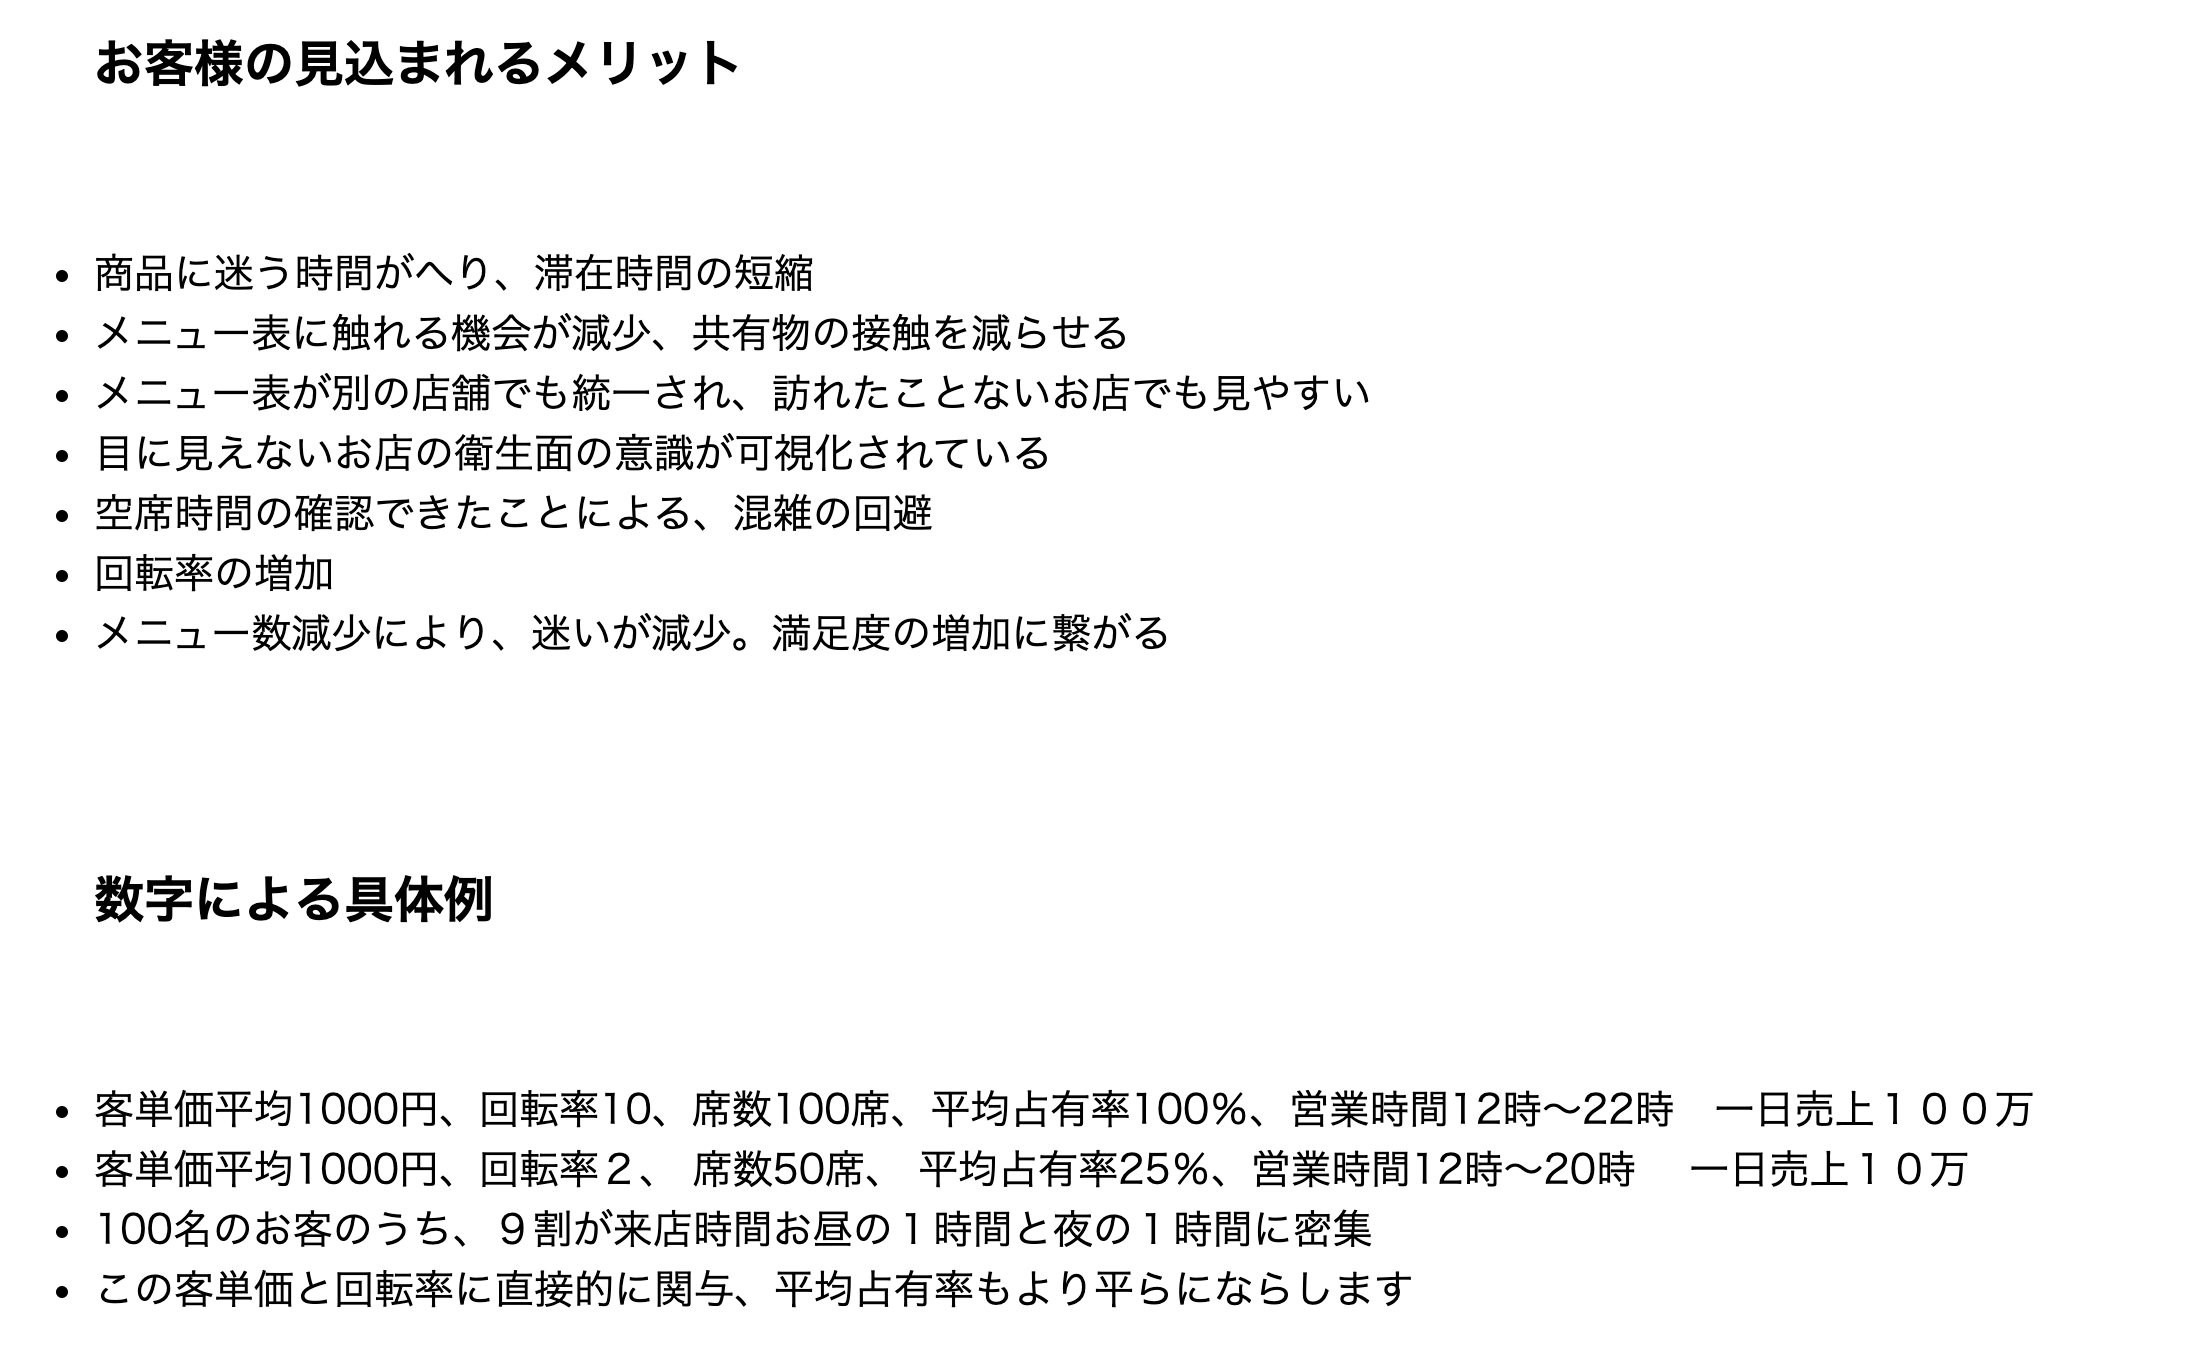 お客様の見込まれるメリット
• 商品に迷う時間がへり、滞在時間の短縮
• メニュー表に触れる機会が減少、共有物の接触を減らせる
• メニュー表が別の店舗でも統一され、訪れたことないお店でも見やすい
• 目に見えないお店の衛生面の意識が可視化されている
• 空席時間の確認できたことによる、混雑の回避
• 回転率の増加
• メニュー数減少により、迷いが減少。満足度の増加に繋がる
数字による具体例
• 客単価平均1000円、回転率10、席数100席、平均占有率100%、営業時間12時〜22時　一日売上１００万
• 客単価平均1000円、回転率２、 席数50席、 平均占有率25%、営業時間12時〜20時　 一日売上１０万
• 100名のお客のうち、９割が来店時間お昼の１時間と夜の１時間に密集
• この客単価と回転率に直接的に関与、平均占有率もより平らにならします